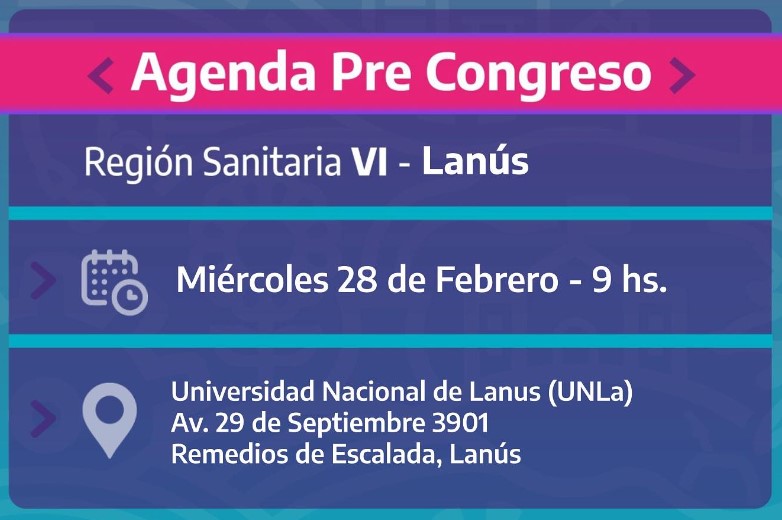 Agenda Pre Congreso
Región Sanitaria VI - Lanús
Miércoles 28 de Febrero - 9 hs.
Universidad Nacional de Lanus (UNLa)
Av. 29 de Septiembre 3901
Remedios de Escalada, Lanús